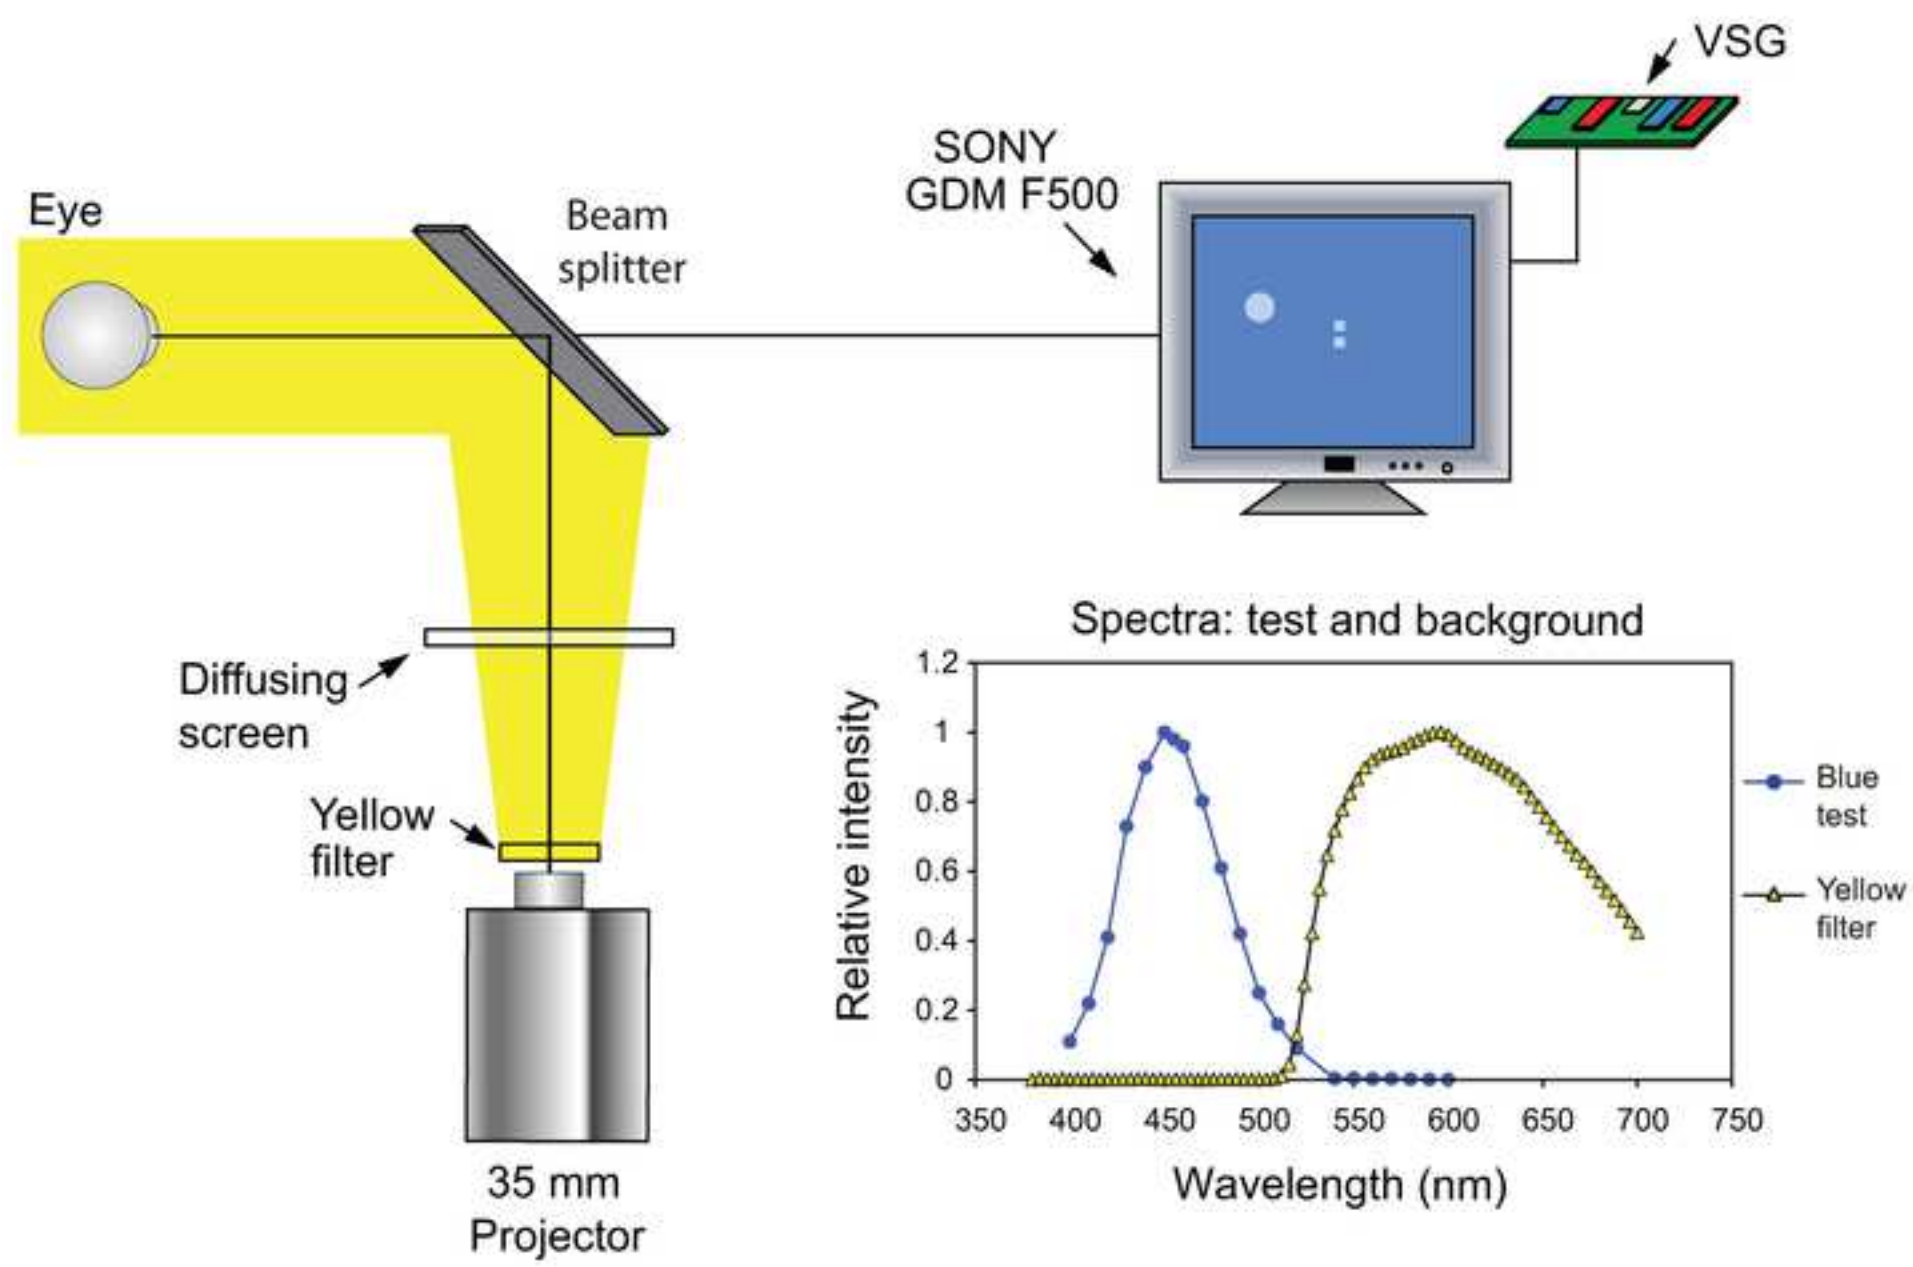 VSG
SONY
GDM F500
Eye
Beam
splitter
Diffusing
screen
Yellow
filter
35 mm
Projector
Spectra: test and background
Relative intensity
1.2
1
0.8
0.6
0.4
0.2
0
350 400 450 500 550 600 650 700 750
Wavelength (nm)
Blue
test
Yellow
filter